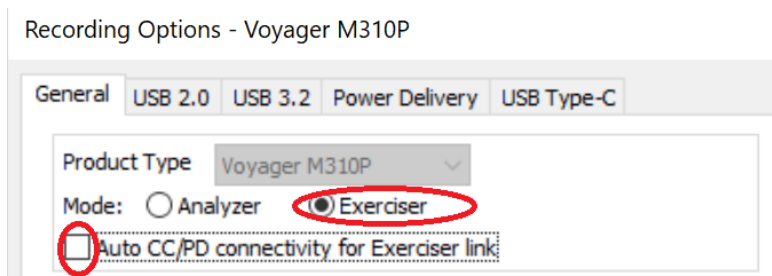 Recording Options - Voyager M310P
General USB 2.0 USB 3.2 Power Delivery USB Type-C
Product Type Voyager M310P
Mode: Analyzer Exerciser
Auto CC/PD connectivity for Exerciser link